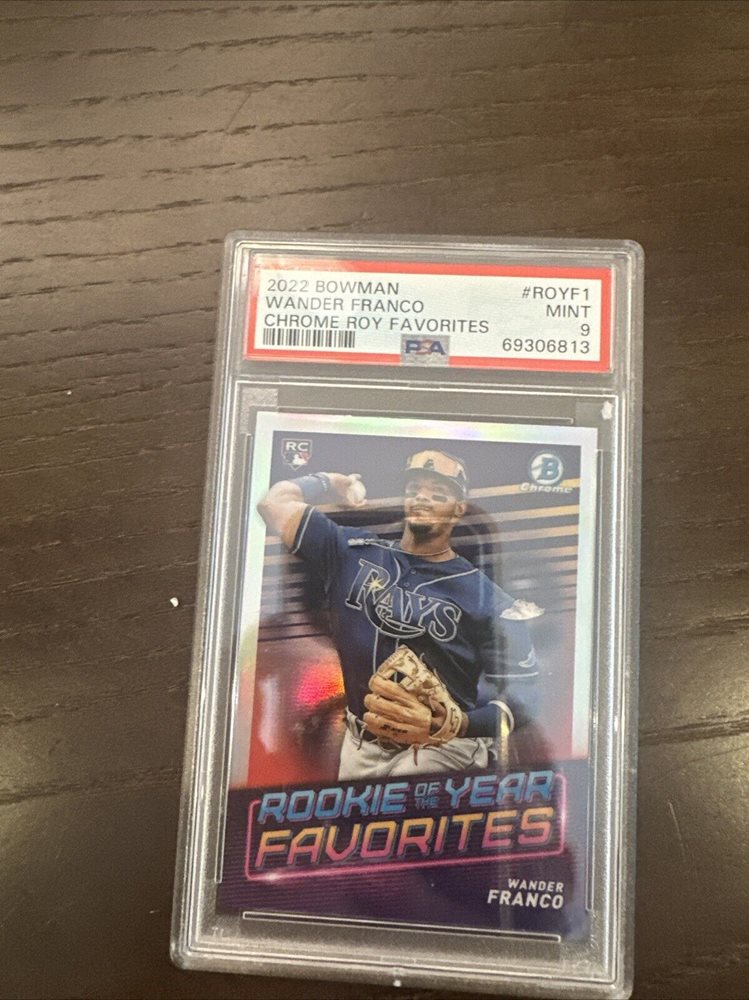 2022 BOWMAN #ROYF1
WANDER FRANCO MINT
CHROME ROY FAVORITES 9
PSA 69306813
RC
B
Chrome
RAYS
ROOKIE OF THE YEAR
FAVORITES
WANDER
FRANCO